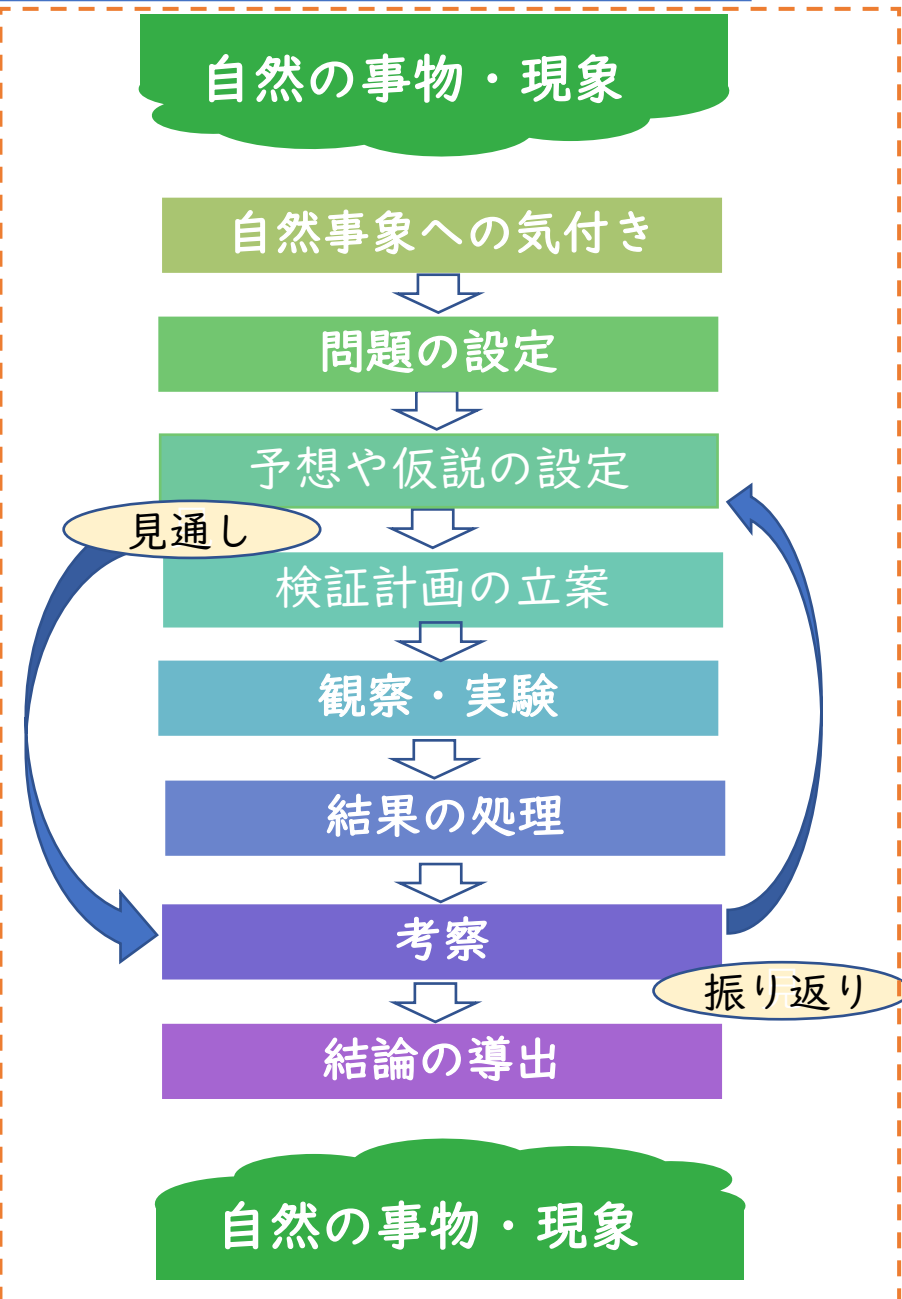 自然の事物・現象
自然事象への気付き
問題の設定
予想や仮説の設定
見通し
検証計画の立案
観察・実験
結果の処理
考察
振り返り
結論の導出
自然の事物・現象